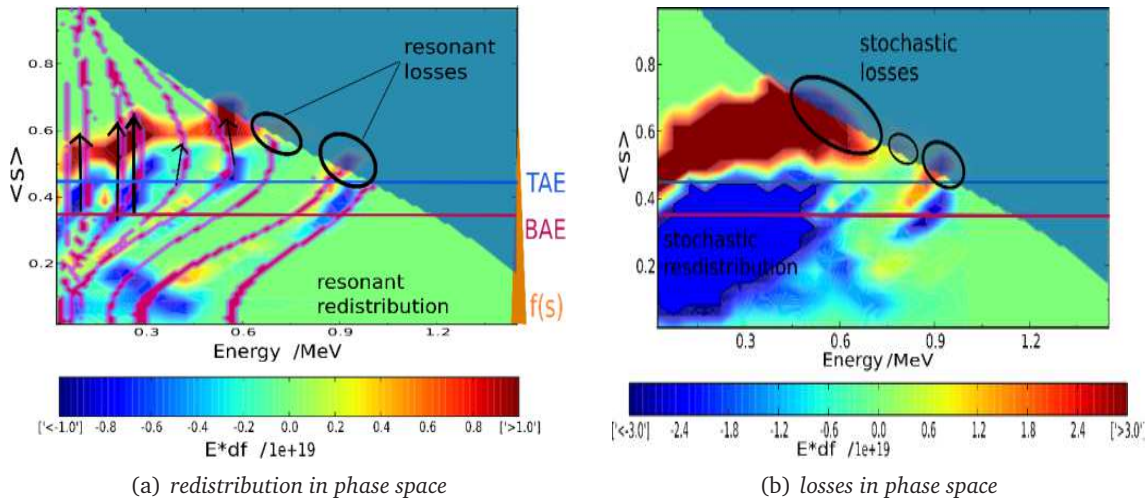 resonant
losses
0.8
0.6
<s>
0.4
0.2
TAE
BAE
f(s)
resonant
redistribution
0.3
0.6
0.9
1.2
Energy /MeV
['<-1.0']
-0.8
-0.6
-0.4
-0.2
0.0
0.2
0.4
0.6
0.8
['>1.0']
E*df /1e+19
(a) redistribution in phase space
stochastic
losses
0.8
0.6
<s>
0.4
0.2
stochastic
resdistribution
0.3
0.6
0.9
1.2
Energy /MeV
['<-3.0']
-2.4
-1.8
-1.2
-0.6
0.0
0.6
1.2
1.8
2.4
['>3.0']
E*df /1e+19
(b) losses in phase space